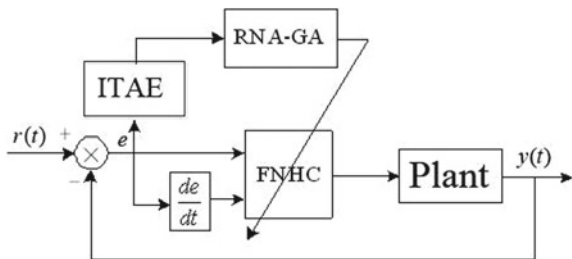 RNA-GA
ITAE
r(t)
+
e
y(t)
−
FNHC
Plant
de
dt